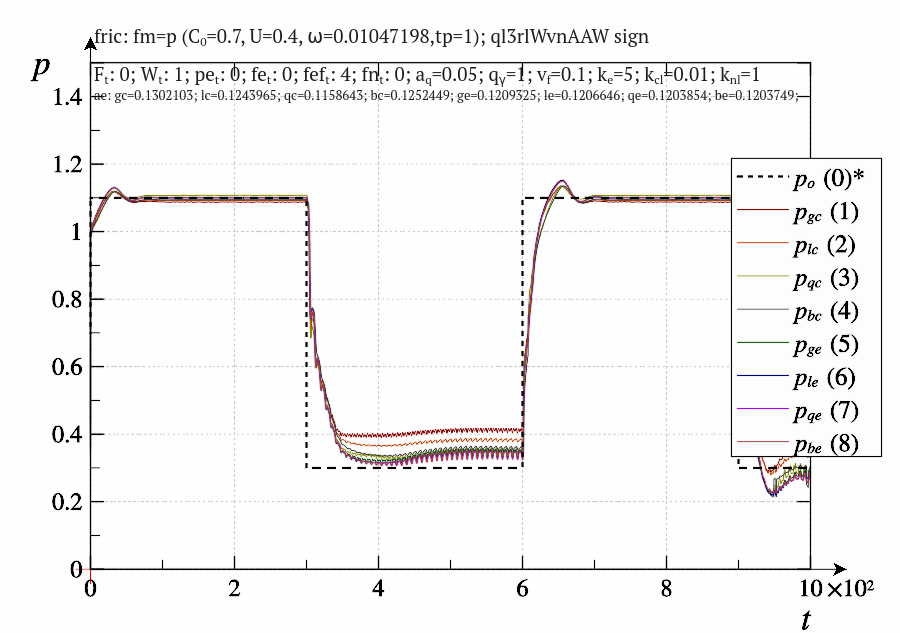 fric: fm=p (C₀=0.7, U=0.4, ω=0.01047198,tp=1); ql3rlWvnAAW sign
p
Fₜ: 0; Wₜ: 1; peₜ: 0; feₜ: 0; fefₜ: 4; fnₜ: 0; a_q=0.05; q_γ=1; v_f=0.1; k_e=5; k_cl=0.01; k_nl=1
1.4
ae: gc=0.1302103; lc=0.1243965; qc=0.1158643; bc=0.1252449; ge=0.1209325; le=0.1206646; qe=0.1203854; be=0.1203749;
1.2
1
0.8
0.6
0.4
0.2
0
p_o (0)*
p_gc (1)
p_lc (2)
p_qc (3)
p_bc (4)
p_ge (5)
p_le (6)
p_qe (7)
p_be (8)
0 2 4 6 10×10²
t